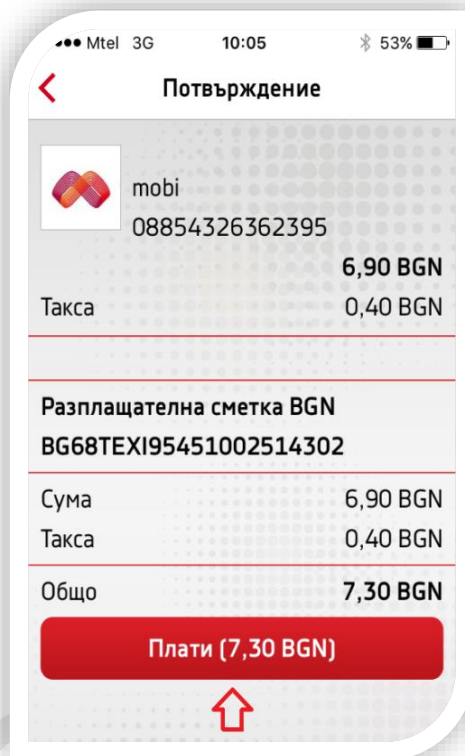 Mtel 3G 10:05 53%
Потвърждение
mobi
08854326362395
6,90 BGN
Такса 0,40 BGN
Разплащателна сметка BGN
BG68TEXI95451002514302
Сума 6,90 BGN
Такса 0,40 BGN
Общо 7,30 BGN
Плати (7,30 BGN)